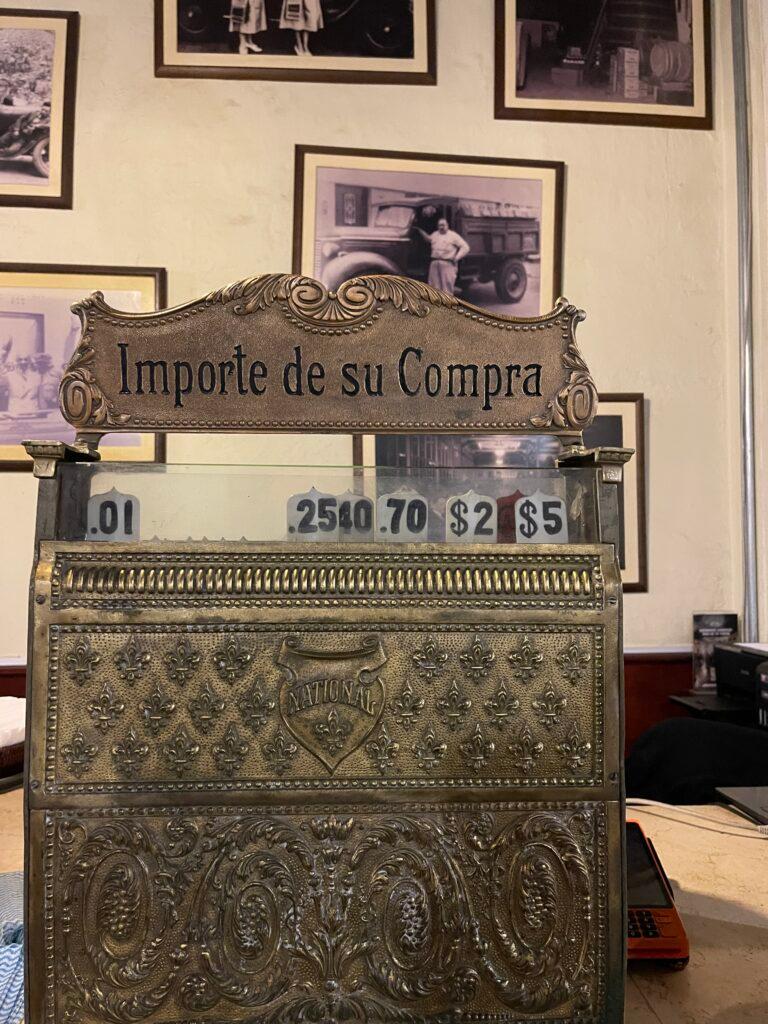 Importe de su Compra
.01 .25 40 .70 $2 $5
NATIONAL